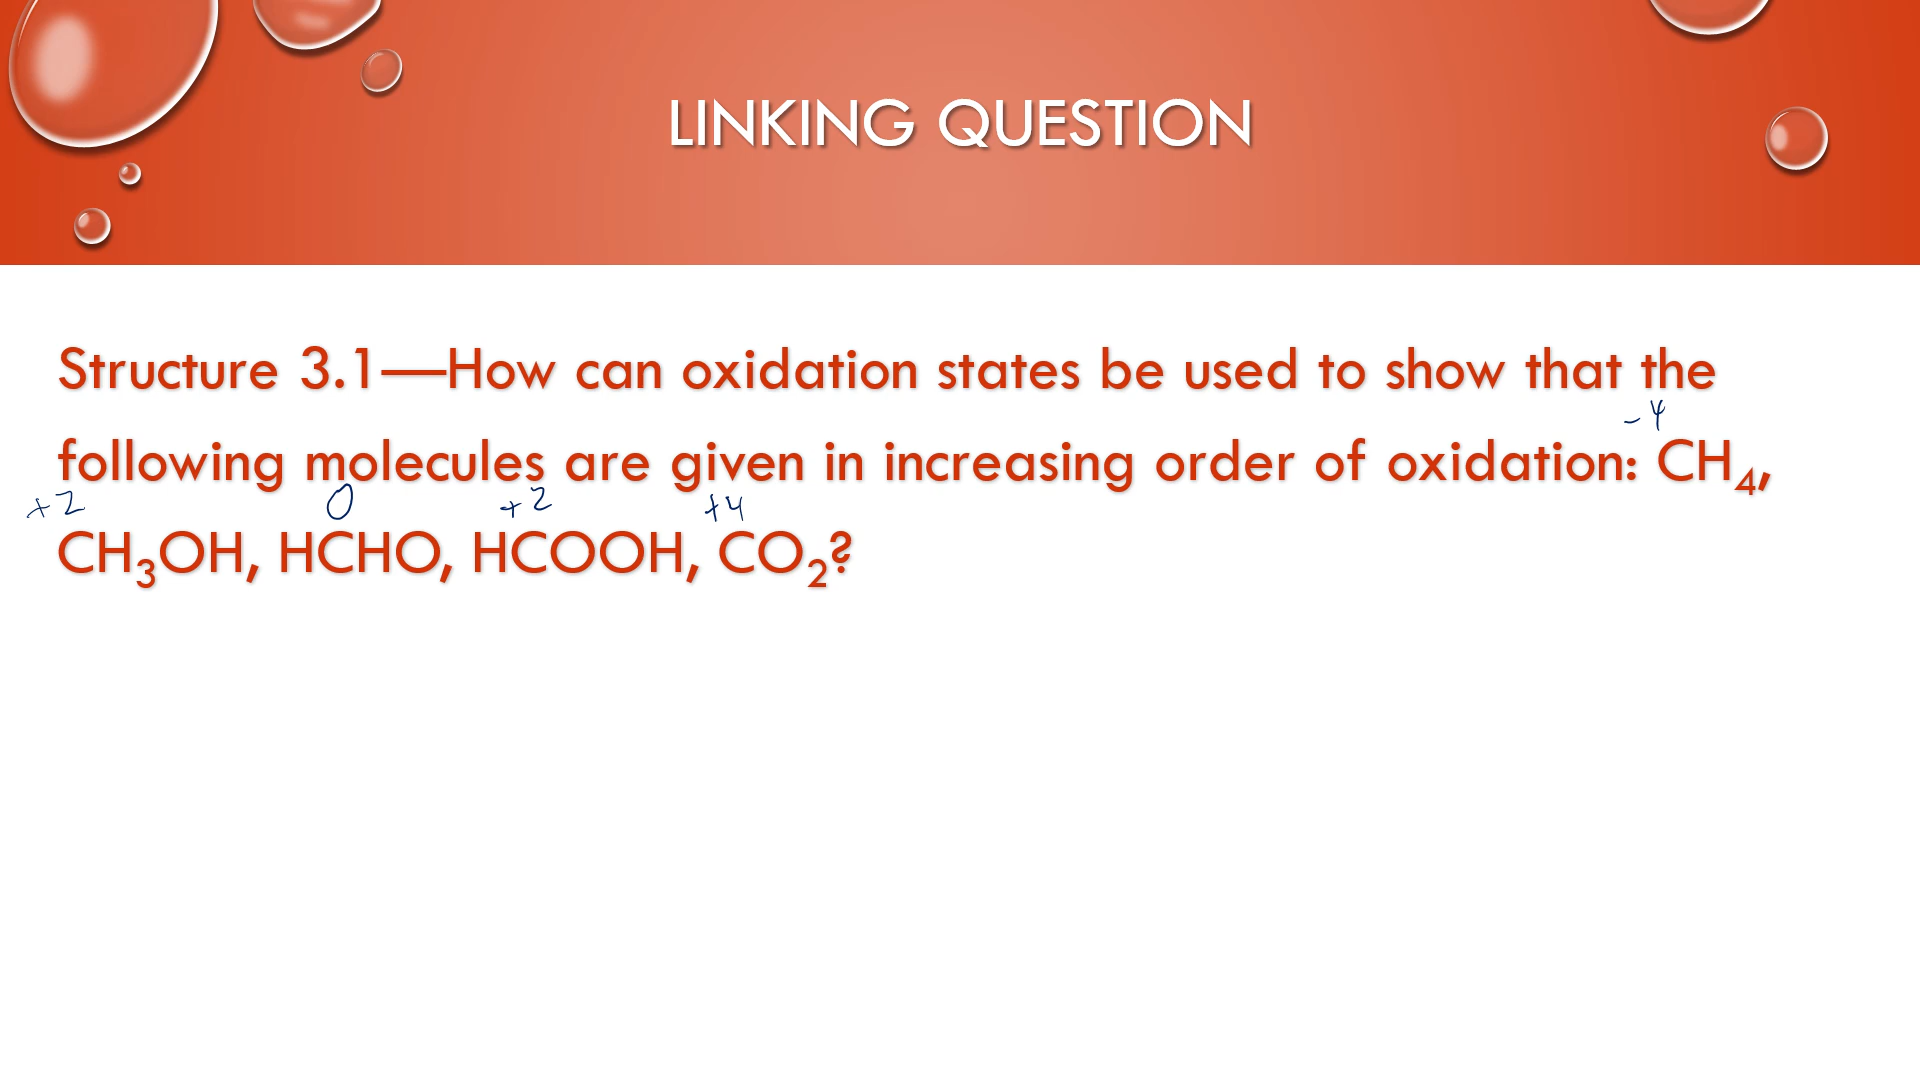 LINKING QUESTION
Structure 3.1—How can oxidation states be used to show that the
-4
following molecules are given in increasing order of oxidation: CH₄,
+2 0 +2 +4
CH₃OH, HCHO, HCOOH, CO₂?